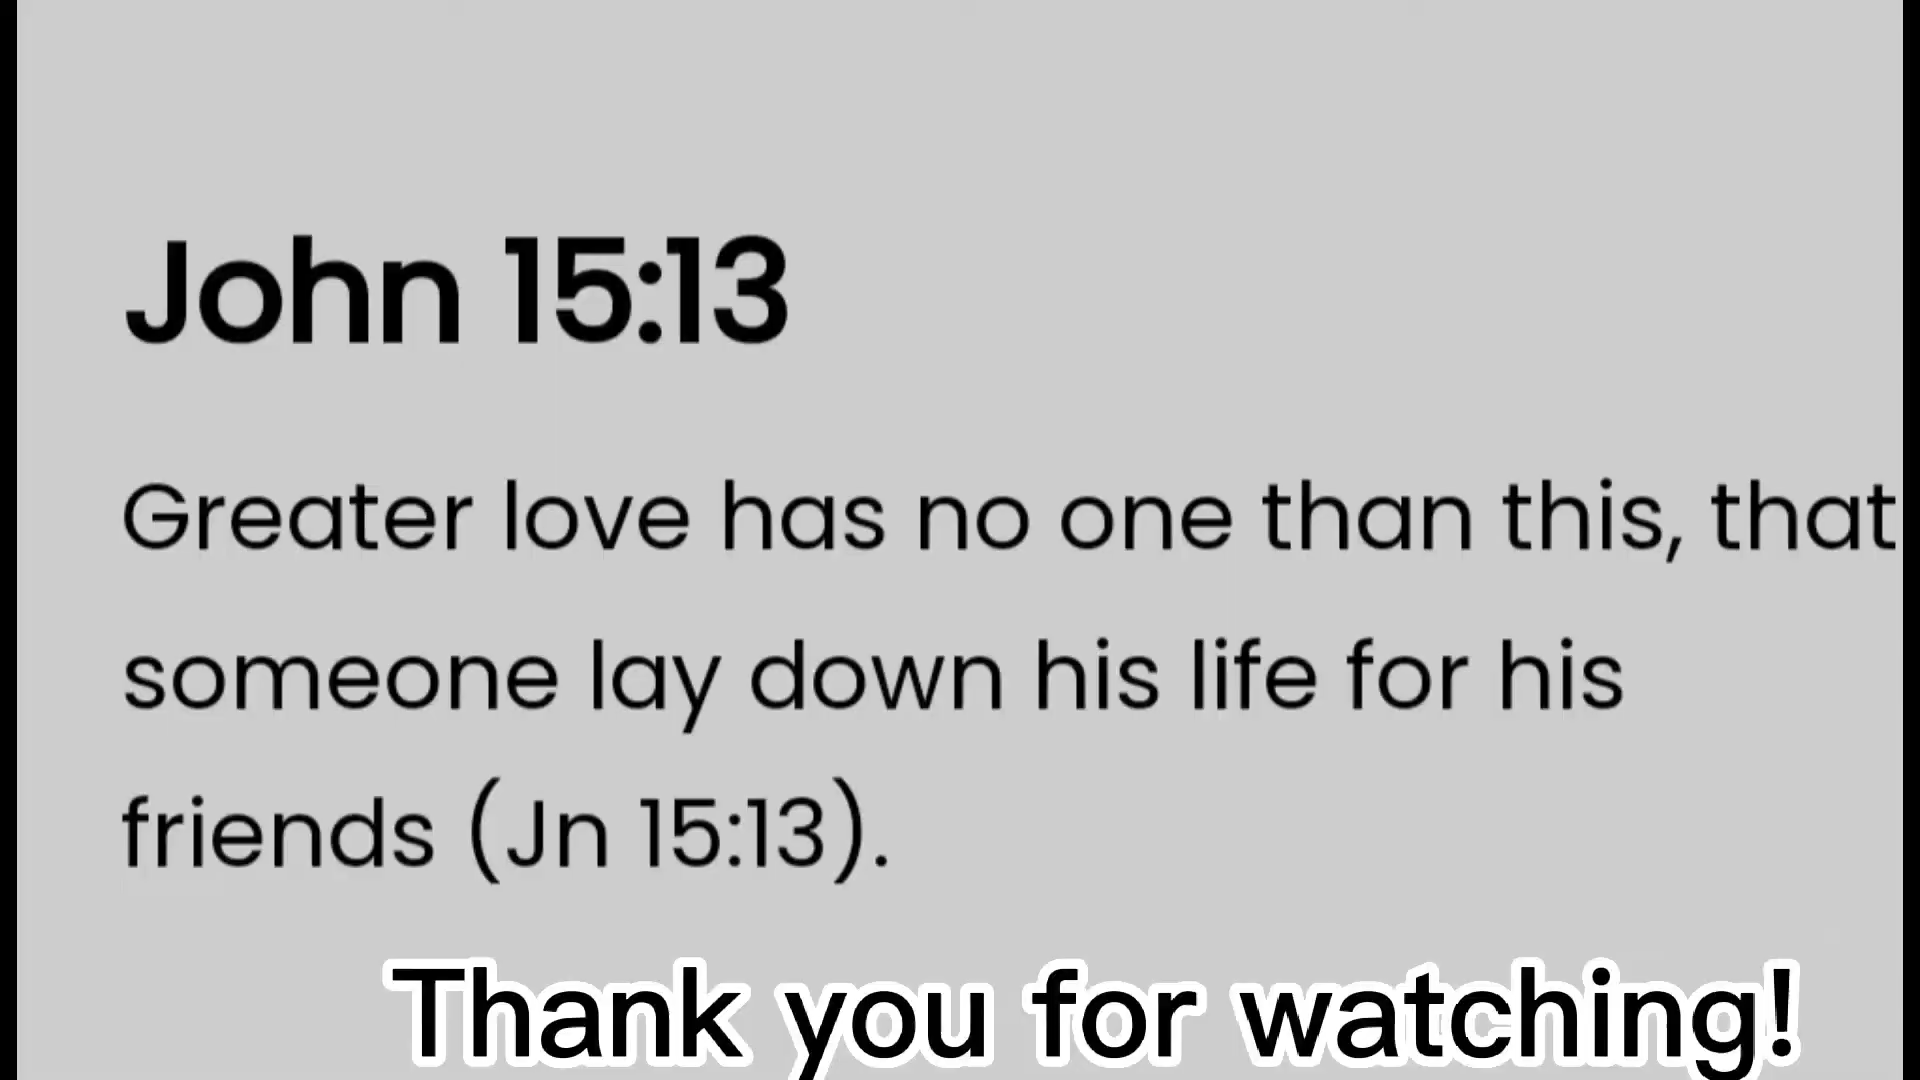 John 15:13
Greater love has no one than this, that
someone lay down his life for his
friends (Jn 15:13).
Thank you for watching!